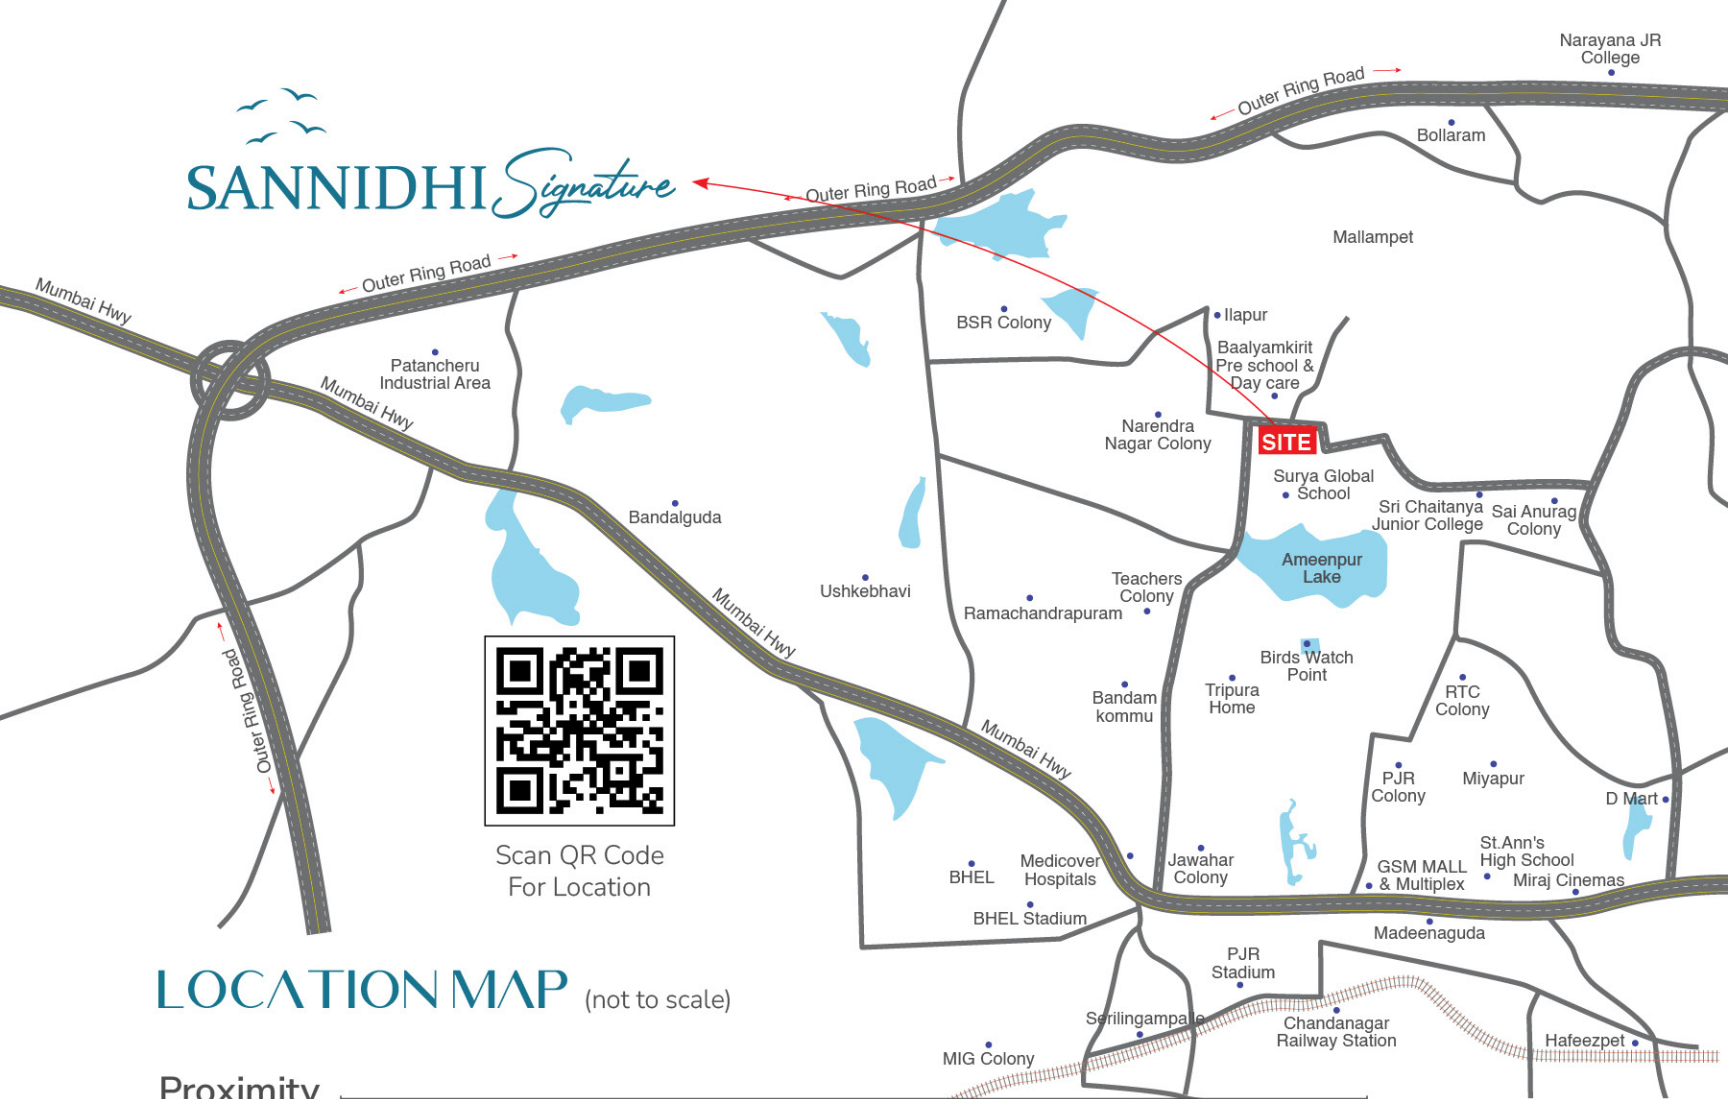 Narayana JR
College
Outer Ring Road
Bollaram
SANNIDHI Signature
Outer Ring Road
Mallampet
Outer Ring Road
Mumbai Hwy
BSR Colony
Ilapur
Baalyamkirit
Pre school &
Day care
Patancheru
Industrial Area
Mumbai Hwy
Narendra
Nagar Colony
SITE
Surya Global
School
Sri Chaitanya
Junior College
Sai Anurag
Colony
Bandalguda
Ameenpur
Lake
Ushkebhavi
Teachers
Colony
Ramachandrapuram
Mumbai Hwy
Birds Watch
Point
Outer Ring Road
Bandam
kommu
Tripura
Home
RTC
Colony
Mumbai Hwy
PJR
Colony
Miyapur
D Mart
Scan QR Code
For Location
BHEL
Medicover
Hospitals
Jawahar
Colony
GSM MALL
& Multiplex
St.Ann's
High School
Miraj Cinemas
BHEL Stadium
Madeenaguda
PJR
Stadium
LOCATION MAP (not to scale)
Serilingampalle
Chandanagar
Railway Station
Hafeezpet
MIG Colony
Proximity